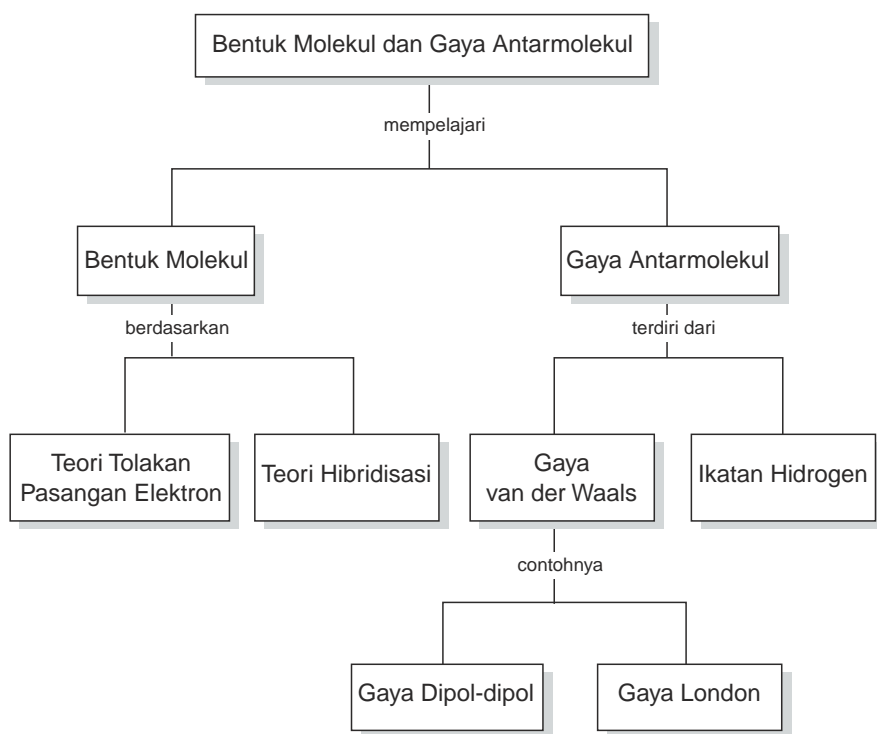 Bentuk Molekul dan Gaya Antarmolekul
mempelajari
Bentuk Molekul
Gaya Antarmolekul
berdasarkan
terdiri dari
Teori Tolakan
Pasangan Elektron
Teori Hibridisasi
Gaya
van der Waals
Ikatan Hidrogen
contohnya
Gaya Dipol-dipol
Gaya London